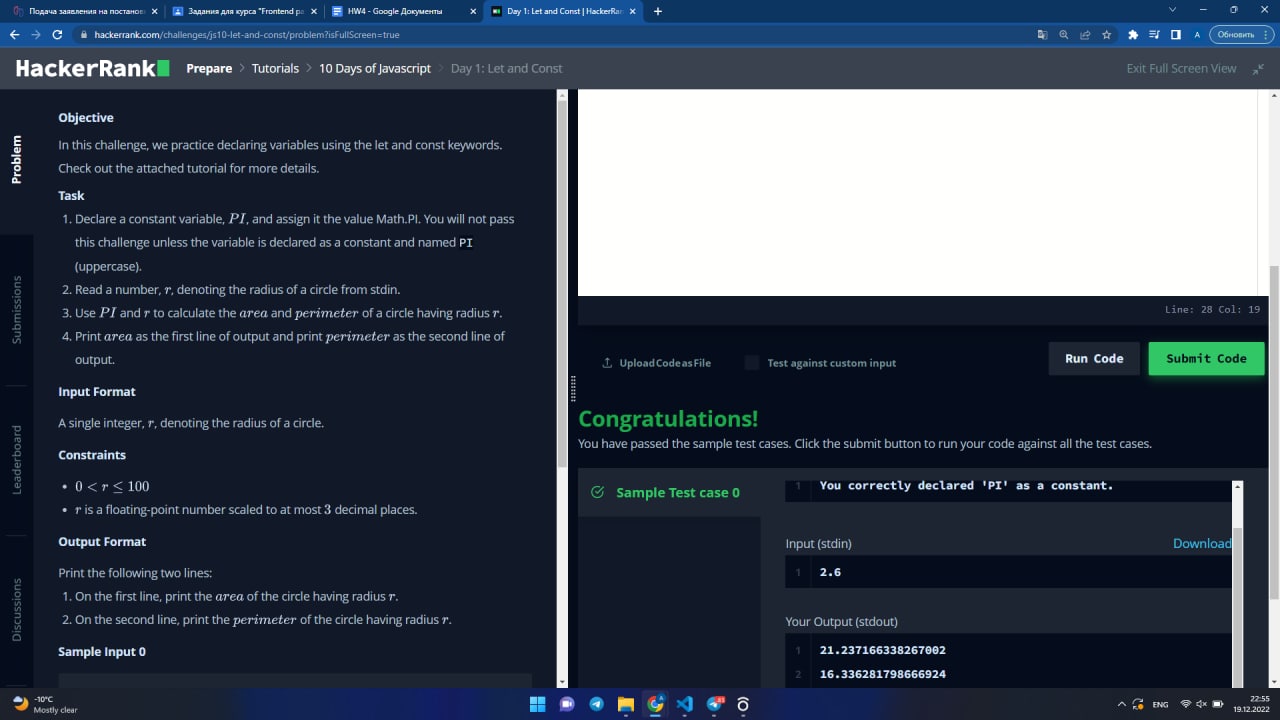 Подача заявления на постанов
Задания для курса "Frontend ра
HW4 - Google Документы
Day 1: Let and Const | HackerRan
hackerrank.com/challenges/js10-let-and-const/problem?isFullScreen=true
A
Обновить
HackerRank
Prepare > Tutorials > 10 Days of Javascript > Day 1: Let and Const
Exit Full Screen View
Problem
Submissions
Leaderboard
Discussions
Objective
In this challenge, we practice declaring variables using the let and const keywords.
Check out the attached tutorial for more details.
Task
1. Declare a constant variable, PI, and assign it the value Math.PI. You will not pass
this challenge unless the variable is declared as a constant and named PI
(uppercase).
2. Read a number, r, denoting the radius of a circle from stdin.
3. Use PI and r to calculate the area and perimeter of a circle having radius r.
4. Print area as the first line of output and print perimeter as the second line of
output.
Input Format
A single integer, r, denoting the radius of a circle.
Constraints
• 0 < r ≤ 100
• r is a floating-point number scaled to at most 3 decimal places.
Output Format
Print the following two lines:
1. On the first line, print the area of the circle having radius r.
2. On the second line, print the perimeter of the circle having radius r.
Sample Input 0
Line: 28 Col: 19
Upload Code as File
Test against custom input
Run Code
Submit Code
Congratulations!
You have passed the sample test cases. Click the submit button to run your code against all the test cases.
Sample Test case 0
1 You correctly declared 'PI' as a constant.
Input (stdin)
Download
1 2.6
Your Output (stdout)
1 21.237166338267002
2 16.336281798666924
-10°C
Mostly clear
ENG
22:55
19.12.2022